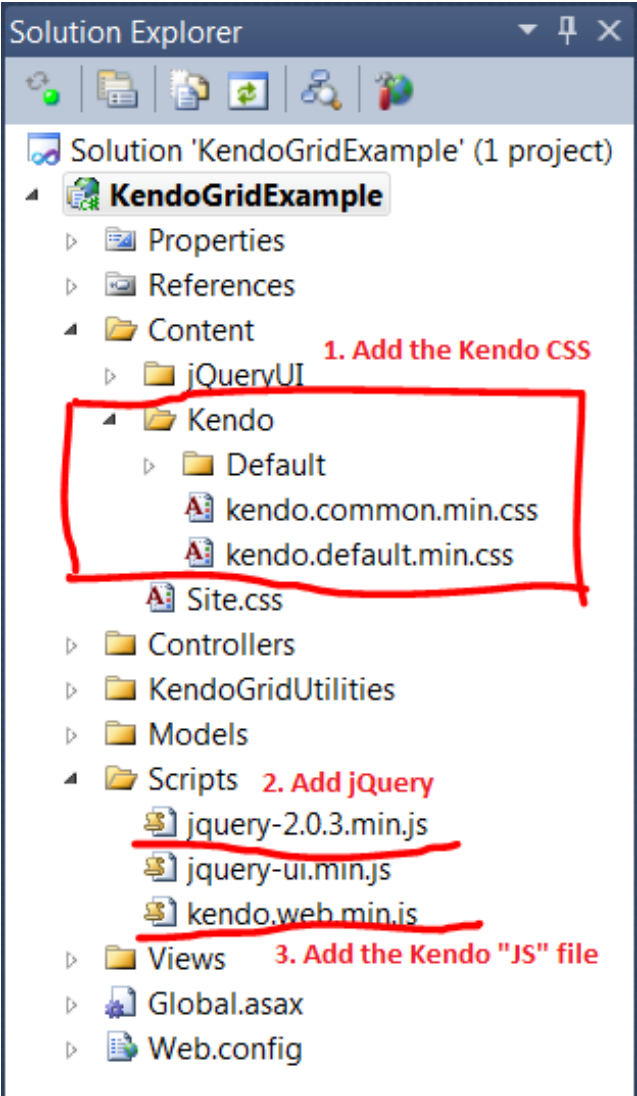 Solution Explorer
Solution 'KendoGridExample' (1 project)
KendoGridExample
Properties
References
Content
1. Add the Kendo CSS
jQueryUI
Kendo
Default
kendo.common.min.css
kendo.default.min.css
Site.css
Controllers
KendoGridUtilities
Models
Scripts 2. Add jQuery
jquery-2.0.3.min.js
jquery-ui.min.js
kendo.web.min.js
Views 3. Add the Kendo "JS" file
Global.asax
Web.config